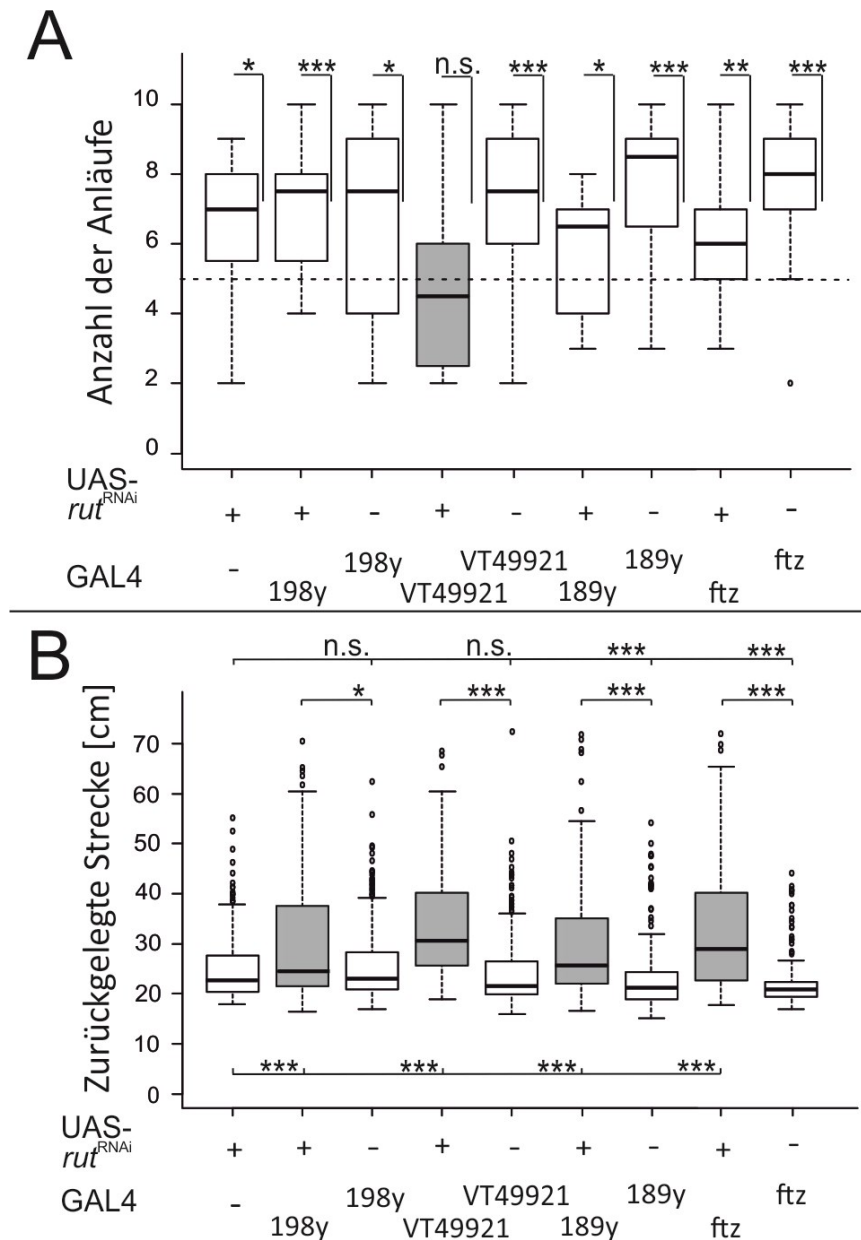 A
* *** * n.s. *** * *** ** ***
Anzahl der Anläufe
10
8
6
4
2
0
UAS-
rut^RNAi + + - + - + - + -
GAL4 - 198y 198y VT49921 VT49921 189y 189y ftz ftz
B
n.s. n.s. *** ***
* *** *** ***
Zurückgelegte Strecke [cm]
70
60
50
40
30
20
10
0
*** *** *** ***
UAS-
rut^RNAi + + - + - + - + -
GAL4 - 198y 198y VT49921 VT49921 189y 189y ftz ftz